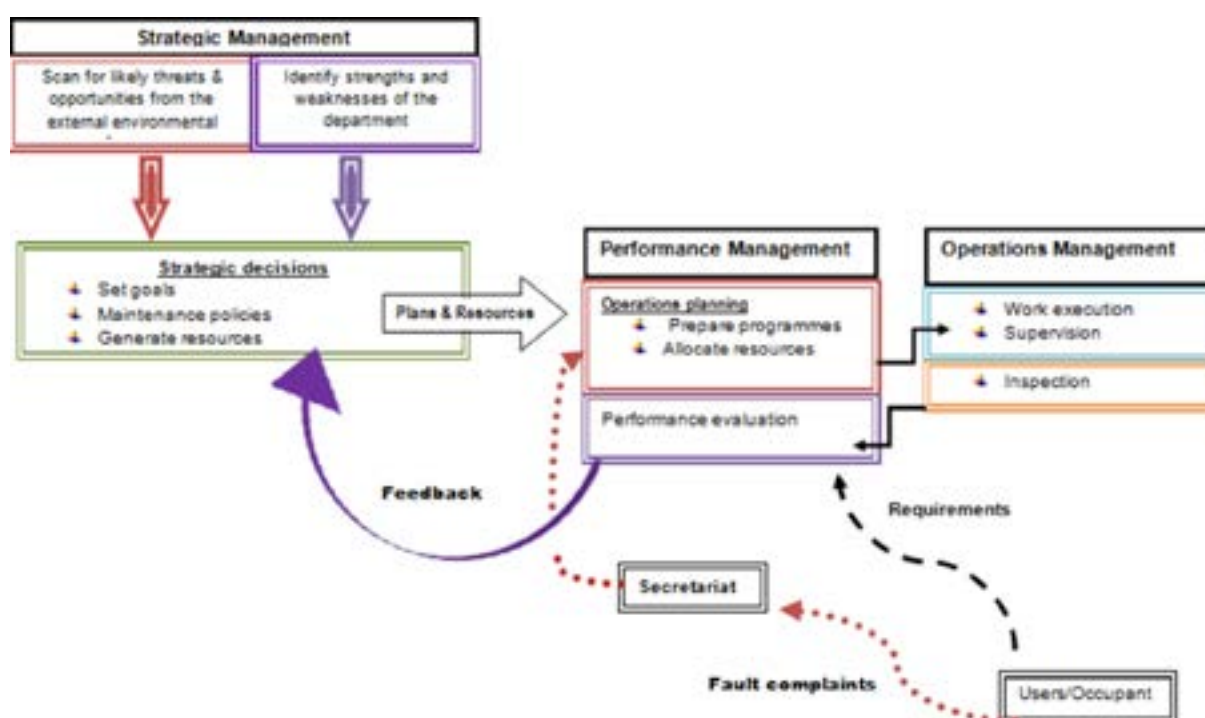 Strategic Management
Scan for likely threats &
opportunities from the
external environmental
Identify strengths and
weaknesses of the
department
Strategic decisions
Set goals
Maintenance policies
Generate resources
Plans & Resources
Performance Management
Operations planning
Prepare programmes
Allocate resources
Performance evaluation
Operations Management
Work execution
Supervision
Inspection
Feedback
Requirements
Secretariat
Fault complaints
Users/Occupant